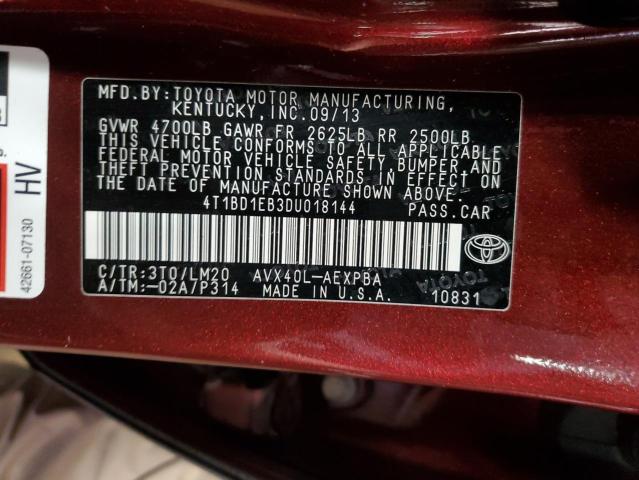 MFD.BY:TOYOTA MOTOR MANUFACTURING,
KENTUCKY,INC.09/13
GVWR 4700LB GAWR FR 2625LB RR 2500LB
THIS VEHICLE CONFORMS TO ALL APPLICABLE
FEDERAL MOTOR VEHICLE SAFETY,BUMPER,AND
THEFT PREVENTION STANDARDS IN EFFECT ON
THE DATE OF MANUFACTURE SHOWN ABOVE.
4T1BD1EB3DU018144 PASS.CAR
C/TR:3T0/LM20 AVX40L-AEXPBA
A/TM:-02A7P314 MADE IN U.S.A. 10831
TOYOTA
HV
42661-07130